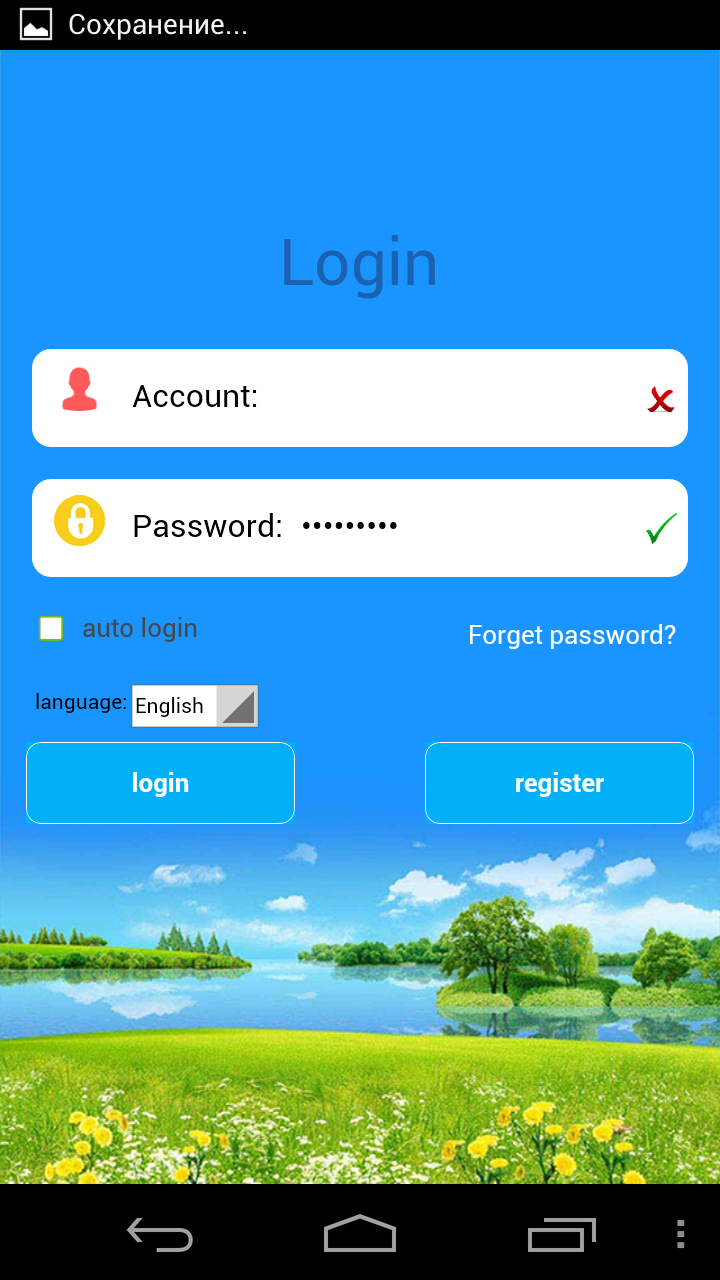 Сохранение...
Login
Account:
Password: •••••••••
auto login
Forget password?
language: English
login register